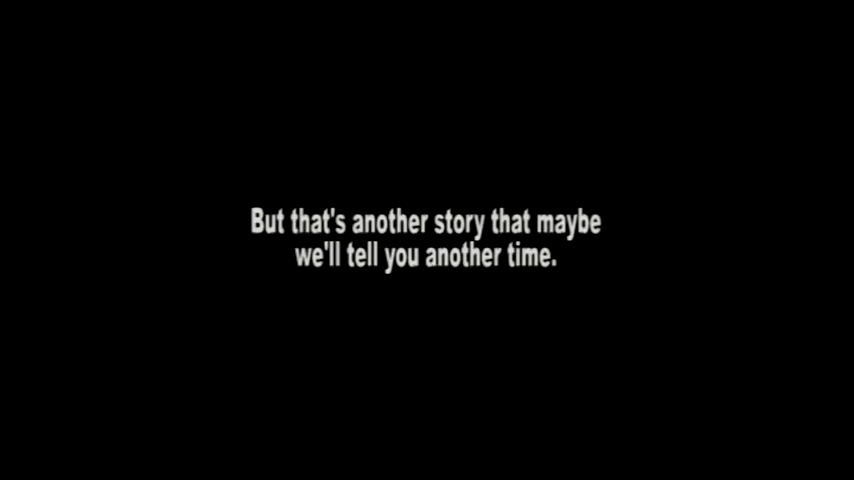 But that's another story that maybe
we'll tell you another time.